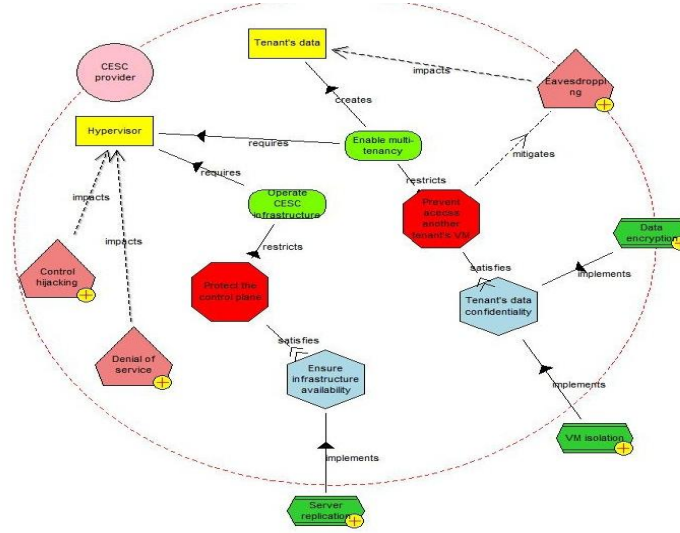 CESC
provider
Tenant's data
impacts
Eavesdroppi
ng
creates
Hypervisor
requires
Enable multi-
tenancy
mitigates
requires
restricts
impacts
Operate
CESC
infrastructure
Prevent
access
another
tenant's VM
Data
encryption
impacts
restricts
Control
hijacking
Protect the
control plane
satisfies
implements
Tenant's data
confidentiality
satisfies
Denial of
service
Ensure
infrastructure
availability
implements
VM isolation
implements
Server
replication